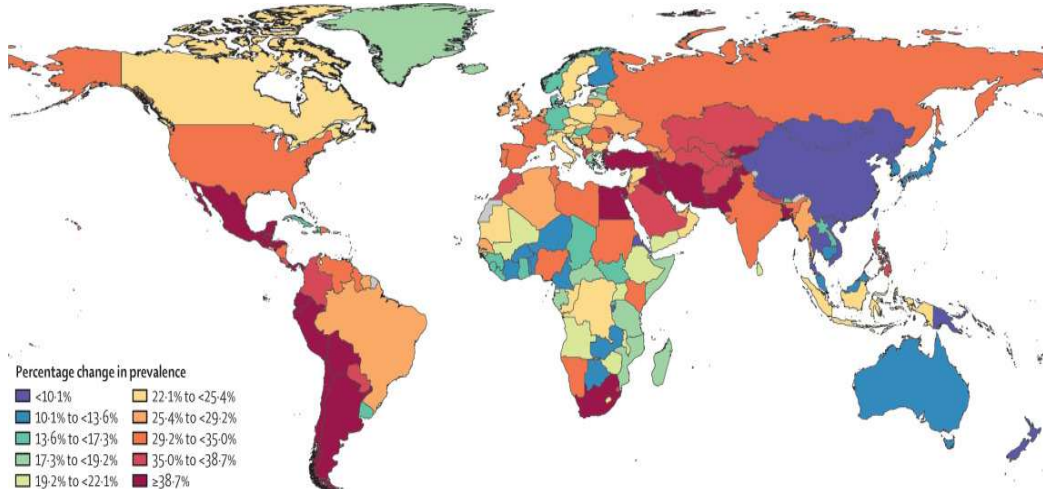 Percentage change in prevalence
<10·1%
10·1% to <13·6%
13·6% to <17·3%
17·3% to <19·2%
19·2% to <22·1%
22·1% to <25·4%
25·4% to <29·2%
29·2% to <35·0%
35·0% to <38·7%
≥38·7%